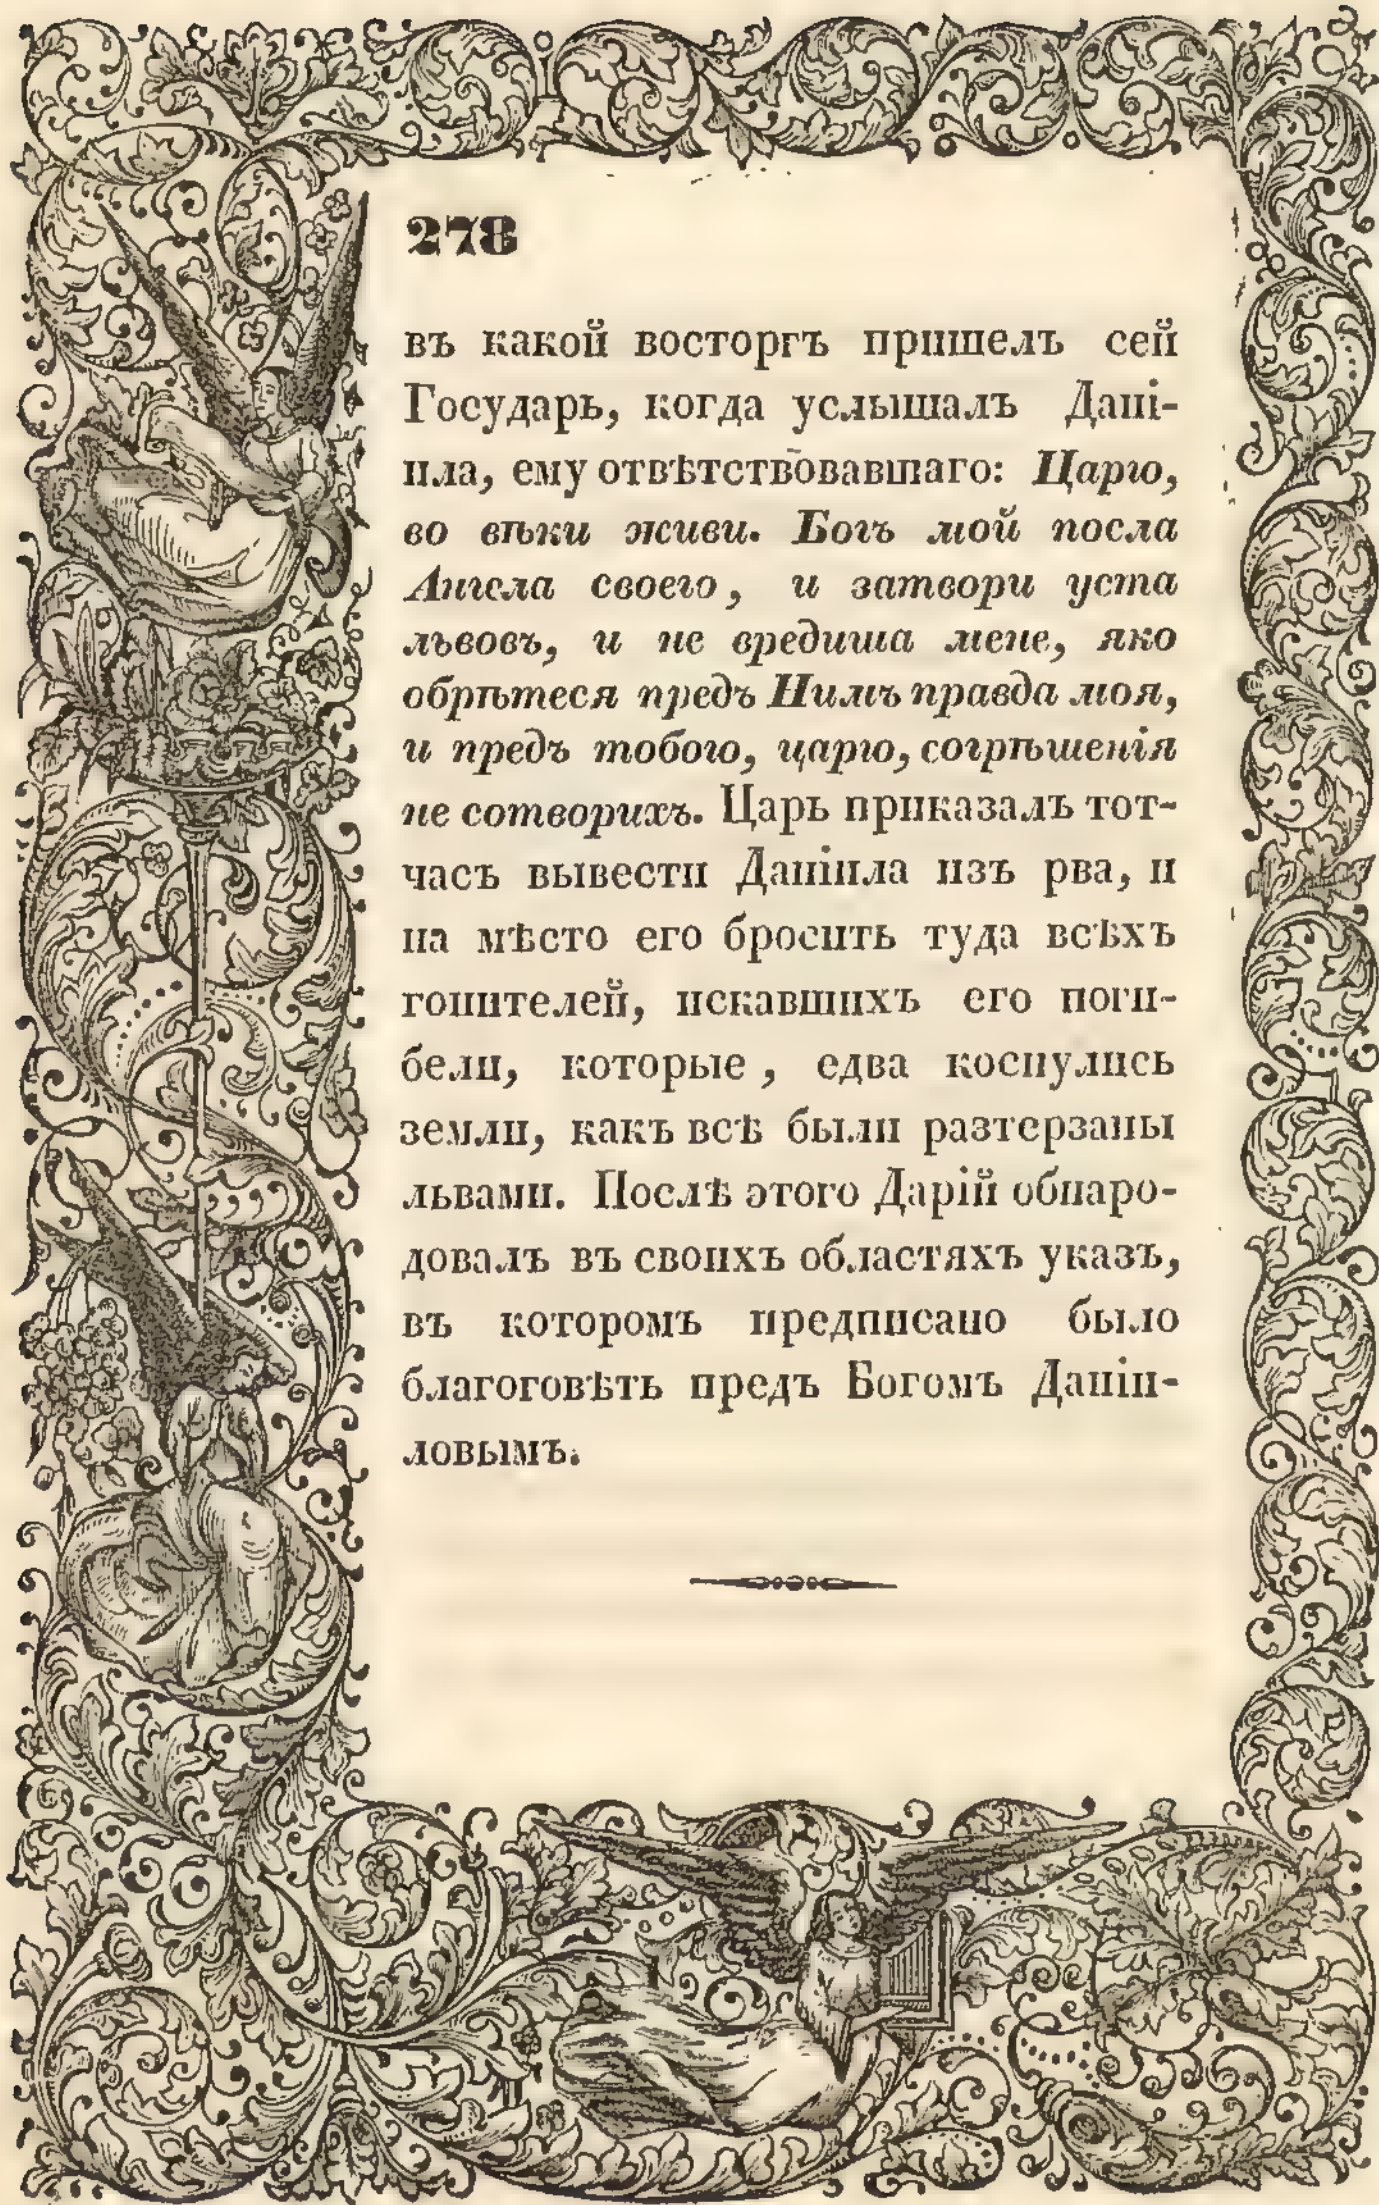 278
въ какой восторгъ пришелъ сей
Государь, когда услышалъ Дані-
ила, ему отвѣтствовавшаго: Царю,
во вѣки живи. Богъ мой посла
Ангела своего, и затвори уста
львовъ, и не вредиша мене, яко
обрѣтеся предъ Нимъ правда моя,
и предъ тобою, царю, согрѣшенія
не сотворихъ. Царь приказалъ тот-
часъ вывести Даніила изъ рва, и
на мѣсто его бросить туда всѣхъ
гонителей, искавшихъ его поги-
бели, которые, едва коснулись
земли, какъ всѣ были разтерзаны
львами. Послѣ этого Дарій обнаро-
довалъ въ своихъ областяхъ указъ,
въ которомъ предписано было
благоговѣть предъ Богомъ Даніи-
ловымъ.